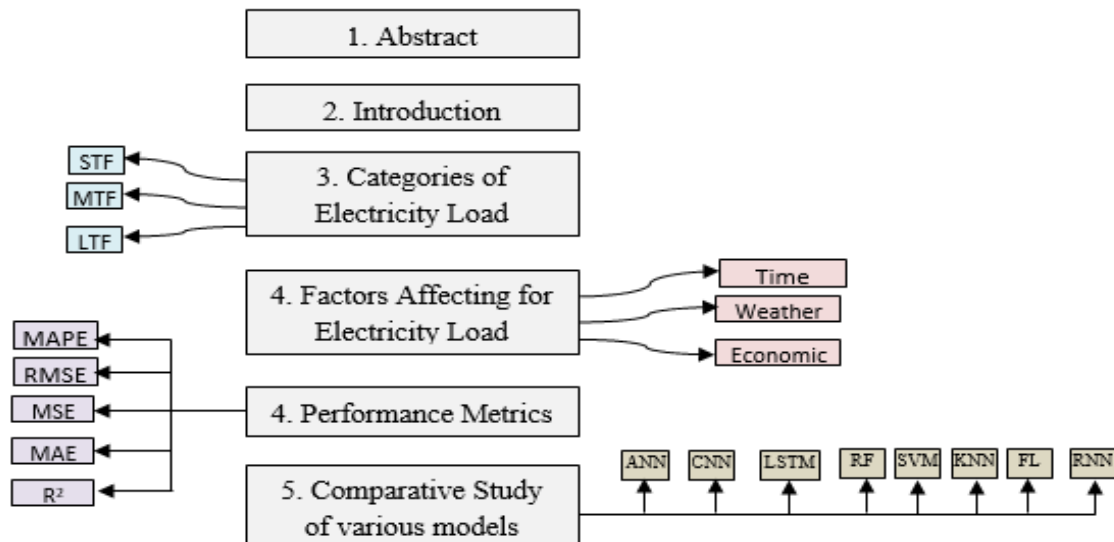 1. Abstract
2. Introduction
3. Categories of
Electricity Load
STF
MTF
LTF
4. Factors Affecting for
Electricity Load
Time
Weather
Economic
4. Performance Metrics
MAPE
RMSE
MSE
MAE
R²
5. Comparative Study
of various models
ANN
CNN
LSTM
RF
SVM
KNN
FL
RNN